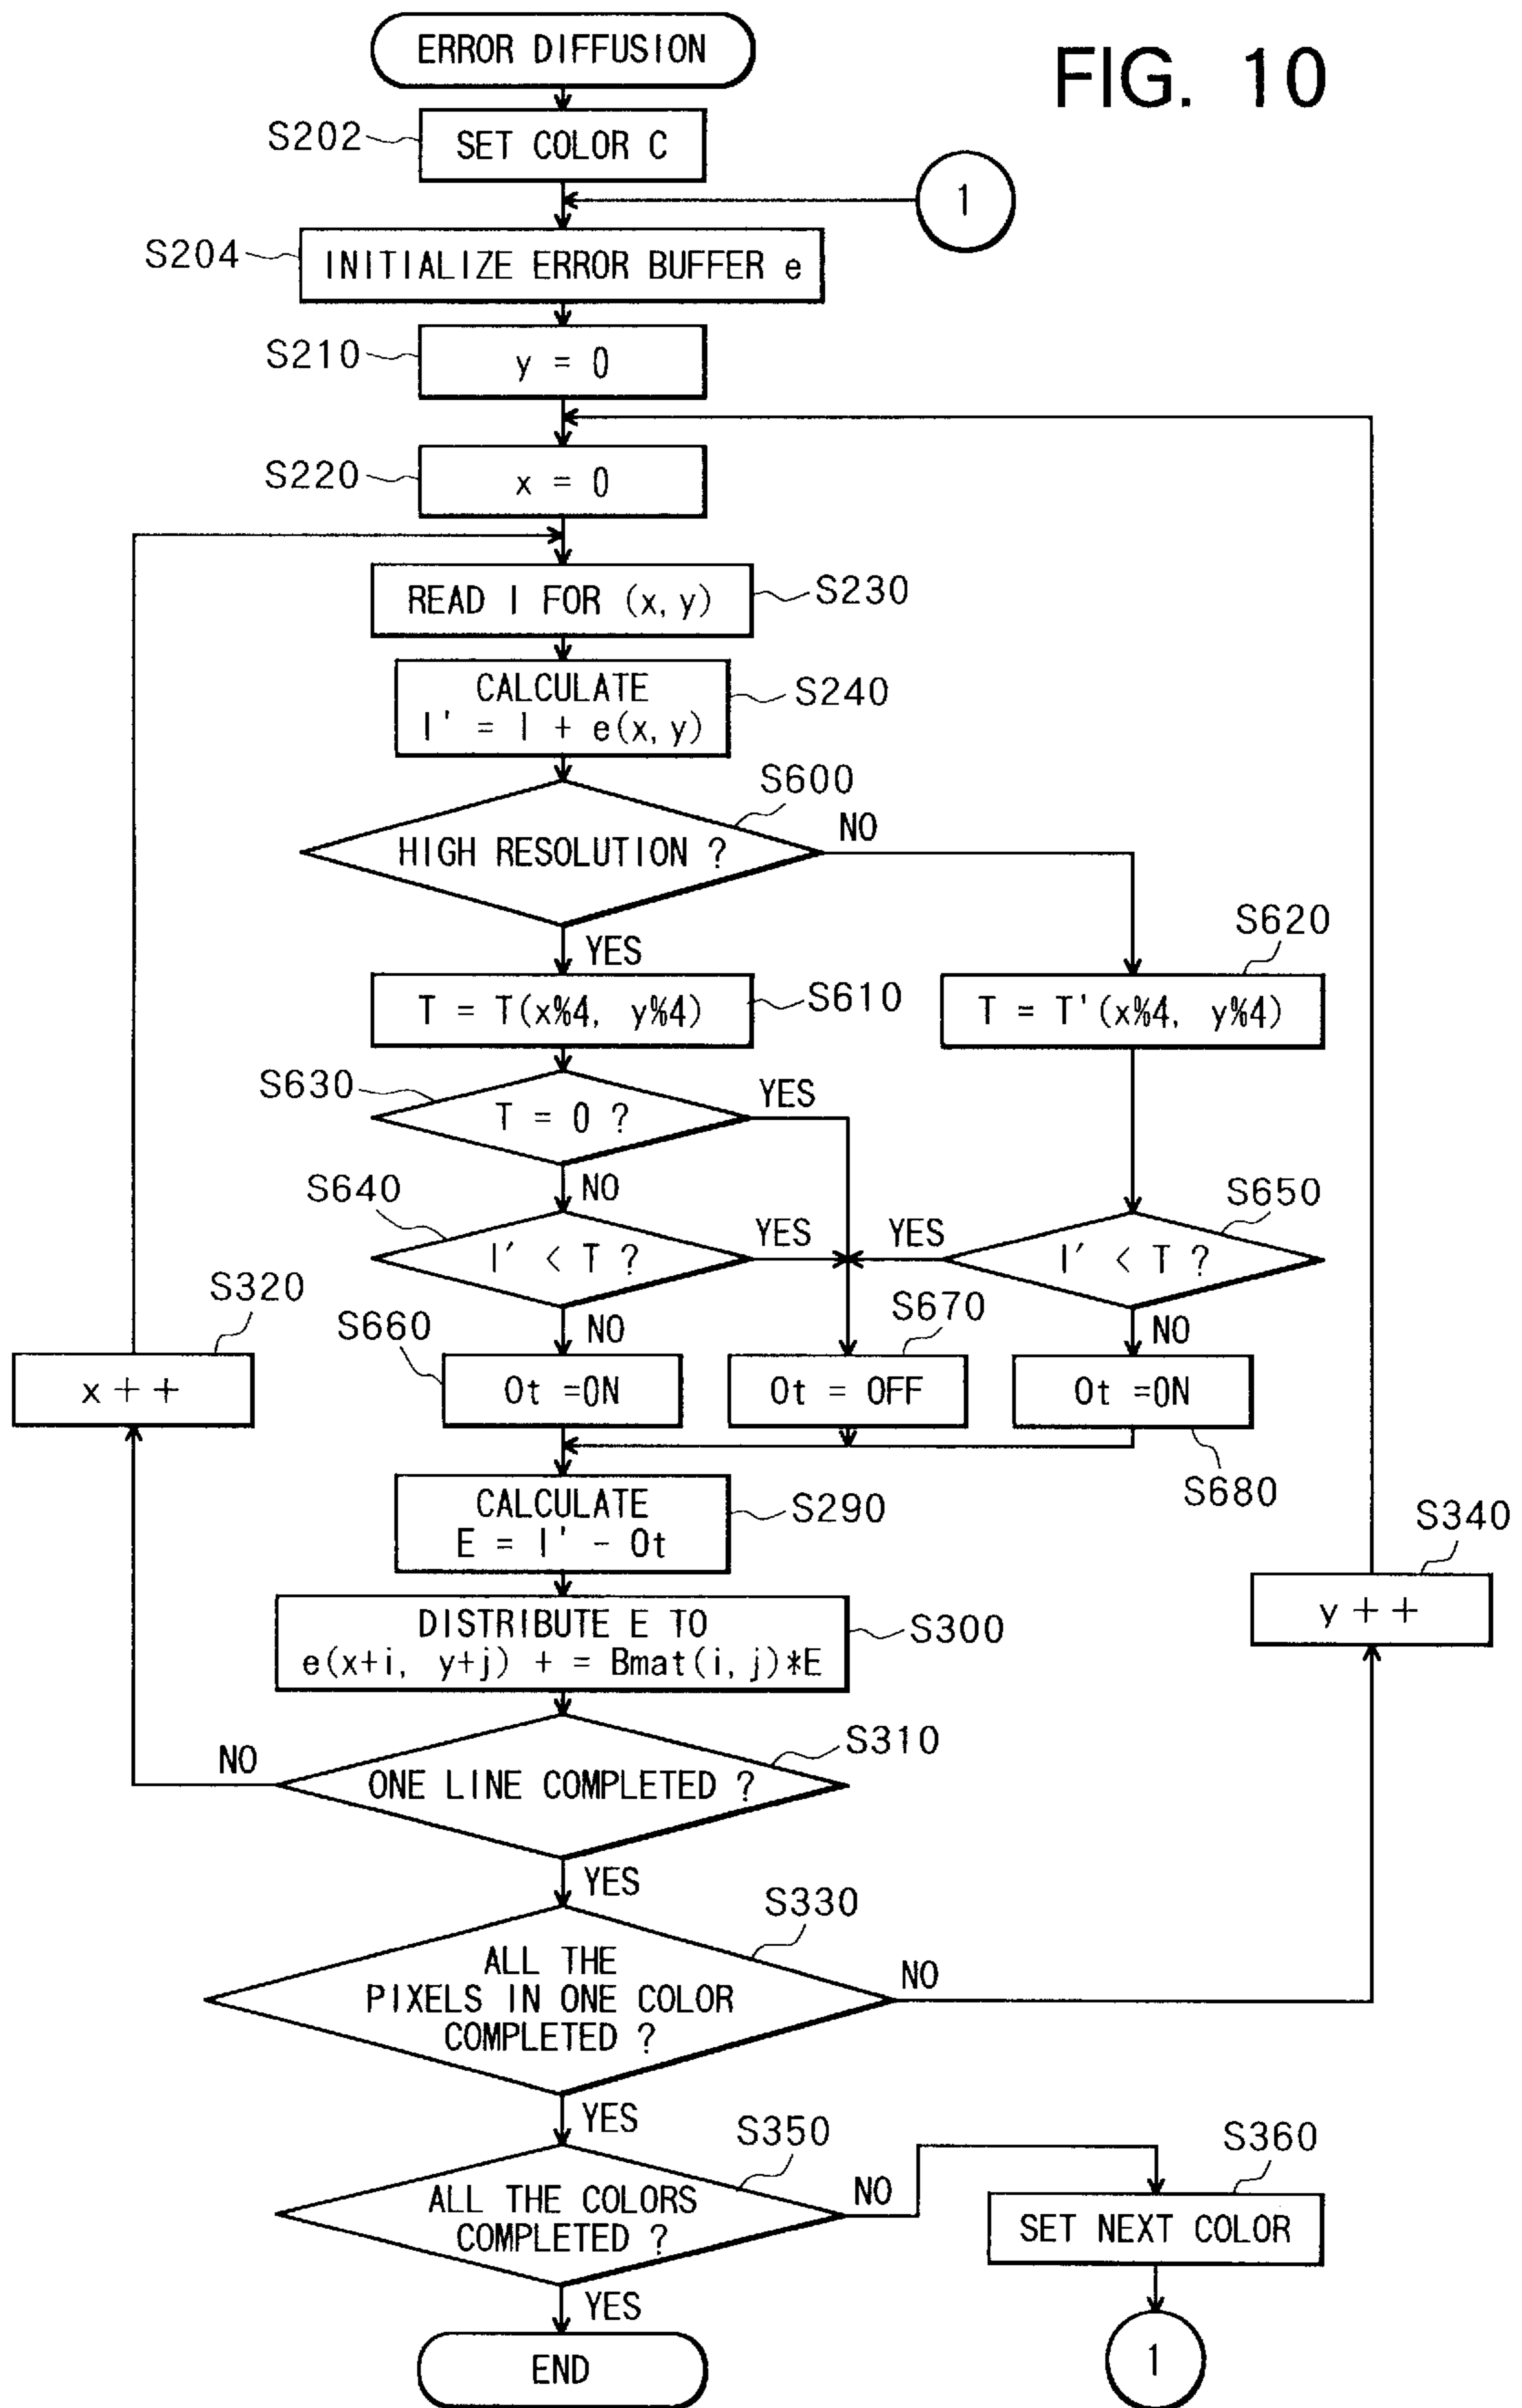 ERROR DIFFUSION
FIG. 10
S202
SET COLOR C
1
S204
INITIALIZE ERROR BUFFER e
S210
y = 0
S220
x = 0
READ I FOR (x, y)
S230
CALCULATE
I' = I + e(x, y)
S240
S600
HIGH RESOLUTION ?
NO
YES
S620
T = T(x%4, y%4)
S610
T = T'(x%4, y%4)
S630
T = 0 ?
YES
NO
S640
I' < T ?
YES
YES
S650
I' < T ?
S320
x + +
S660
NO
S670
NO
Ot =ON
Ot = OFF
Ot =ON
S680
CALCULATE
E = I' - Ot
S290
S340
y + +
DISTRIBUTE E TO
e(x+i, y+j) + = Bmat(i, j)*E
S300
S310
NO
ONE LINE COMPLETED ?
YES
S330
ALL THE
PIXELS IN ONE COLOR
COMPLETED ?
NO
YES
S350
ALL THE COLORS
COMPLETED ?
NO
S360
SET NEXT COLOR
YES
END
1